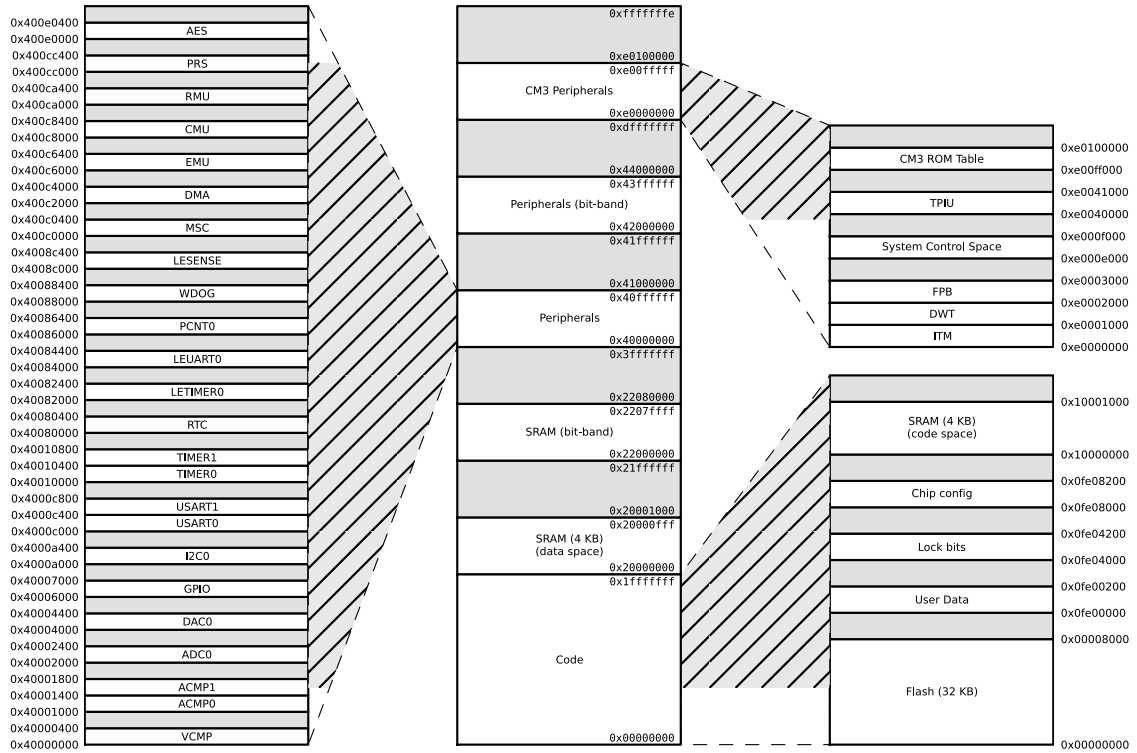 0x400e0400
AES
0x400e0000
0x400cc400
PRS
0x400cc000
0x400ca400
RMU
0x400ca000
0x400c8400
CMU
0x400c8000
0x400c6400
EMU
0x400c6000
0x400c4000
DMA
0x400c2000
0x400c0400
MSC
0x400c0000
0x4008c400
LESENSE
0x4008c000
0x40088400
WDOG
0x40088000
0x40086400
PCNT0
0x40086000
0x40084400
LEUART0
0x40084000
0x40082400
LETIMER0
0x40082000
0x40080400
RTC
0x40080000
0x40010800
TIMER1
0x40010400
TIMER0
0x40010000
0x4000c800
USART1
0x4000c400
USART0
0x4000c000
0x4000a400
I2C0
0x4000a000
0x40007000
GPIO
0x40006000
0x40004400
DAC0
0x40004000
0x40002400
ADC0
0x40002000
0x40001800
ACMP1
0x40001400
ACMP0
0x40001000
0x40000400
VCMP
0x40000000
0xfffffffe
0xe0100000
0xe00fffff
CM3 Peripherals
0xe0000000
0xdfffffff
0x44000000
0x43ffffff
Peripherals (bit-band)
0x42000000
0x41ffffff
0x41000000
0x40ffffff
Peripherals
0x40000000
0x3fffffff
0x22080000
0x2207ffff
SRAM (bit-band)
0x22000000
0x21ffffff
0x20001000
0x20000fff
SRAM (4 KB)
(data space)
0x20000000
0x1fffffff
Code
0x00000000
0xe0100000
CM3 ROM Table
0xe00ff000
0xe0041000
TPIU
0xe0040000
0xe000f000
System Control Space
0xe000e000
0xe0003000
FPB
0xe0002000
DWT
0xe0001000
ITM
0xe0000000
0x10001000
SRAM (4 KB)
(code space)
0x10000000
0x0fe08200
Chip config
0x0fe08000
0x0fe04200
Lock bits
0x0fe04000
0x0fe00200
User Data
0x0fe00000
0x00008000
Flash (32 KB)
0x00000000